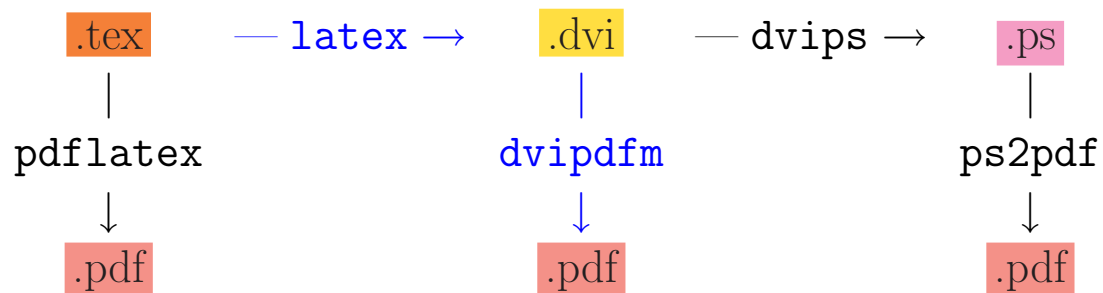 .tex latex .dvi dvips .ps
pdflatex dvipdfm ps2pdf
.pdf .pdf .pdf